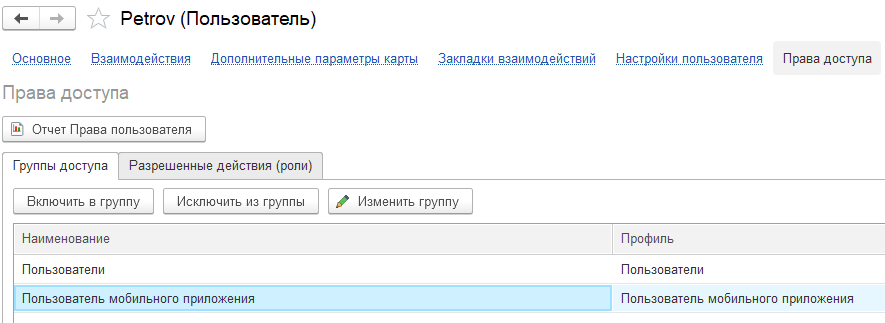 Petrov (Пользователь)
Основное Взаимодействия Дополнительные параметры карты Закладки взаимодействий Настройки пользователя Права доступа
Права доступа
Отчет Права пользователя
Группы доступа Разрешенные действия (роли)
Включить в группу Исключить из группы Изменить группу
Наименование Профиль
Пользователи Пользователи
Пользователь мобильного приложения Пользователь мобильного приложения